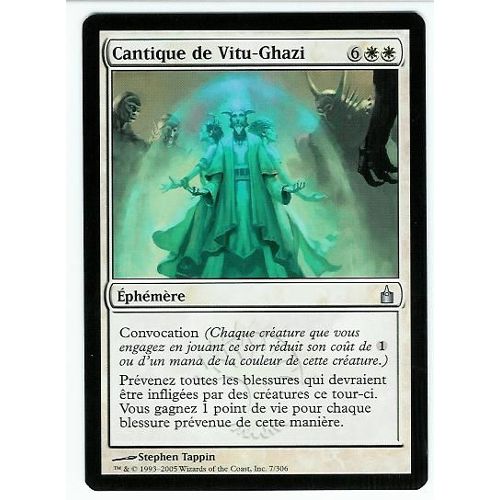 Cantique de Vitu-Ghazi 6
Éphémère
Convocation (Chaque créature que vous
engagez en jouant ce sort réduit son coût de 1
ou d'un mana de la couleur de cette créature.)
Prévenez toutes les blessures qui devraient
être infligées par des créatures ce tour-ci.
Vous gagnez 1 point de vie pour chaque
blessure prévenue de cette manière.
Stephen Tappin
™ & © 1993–2005 Wizards of the Coast, Inc. 7/306